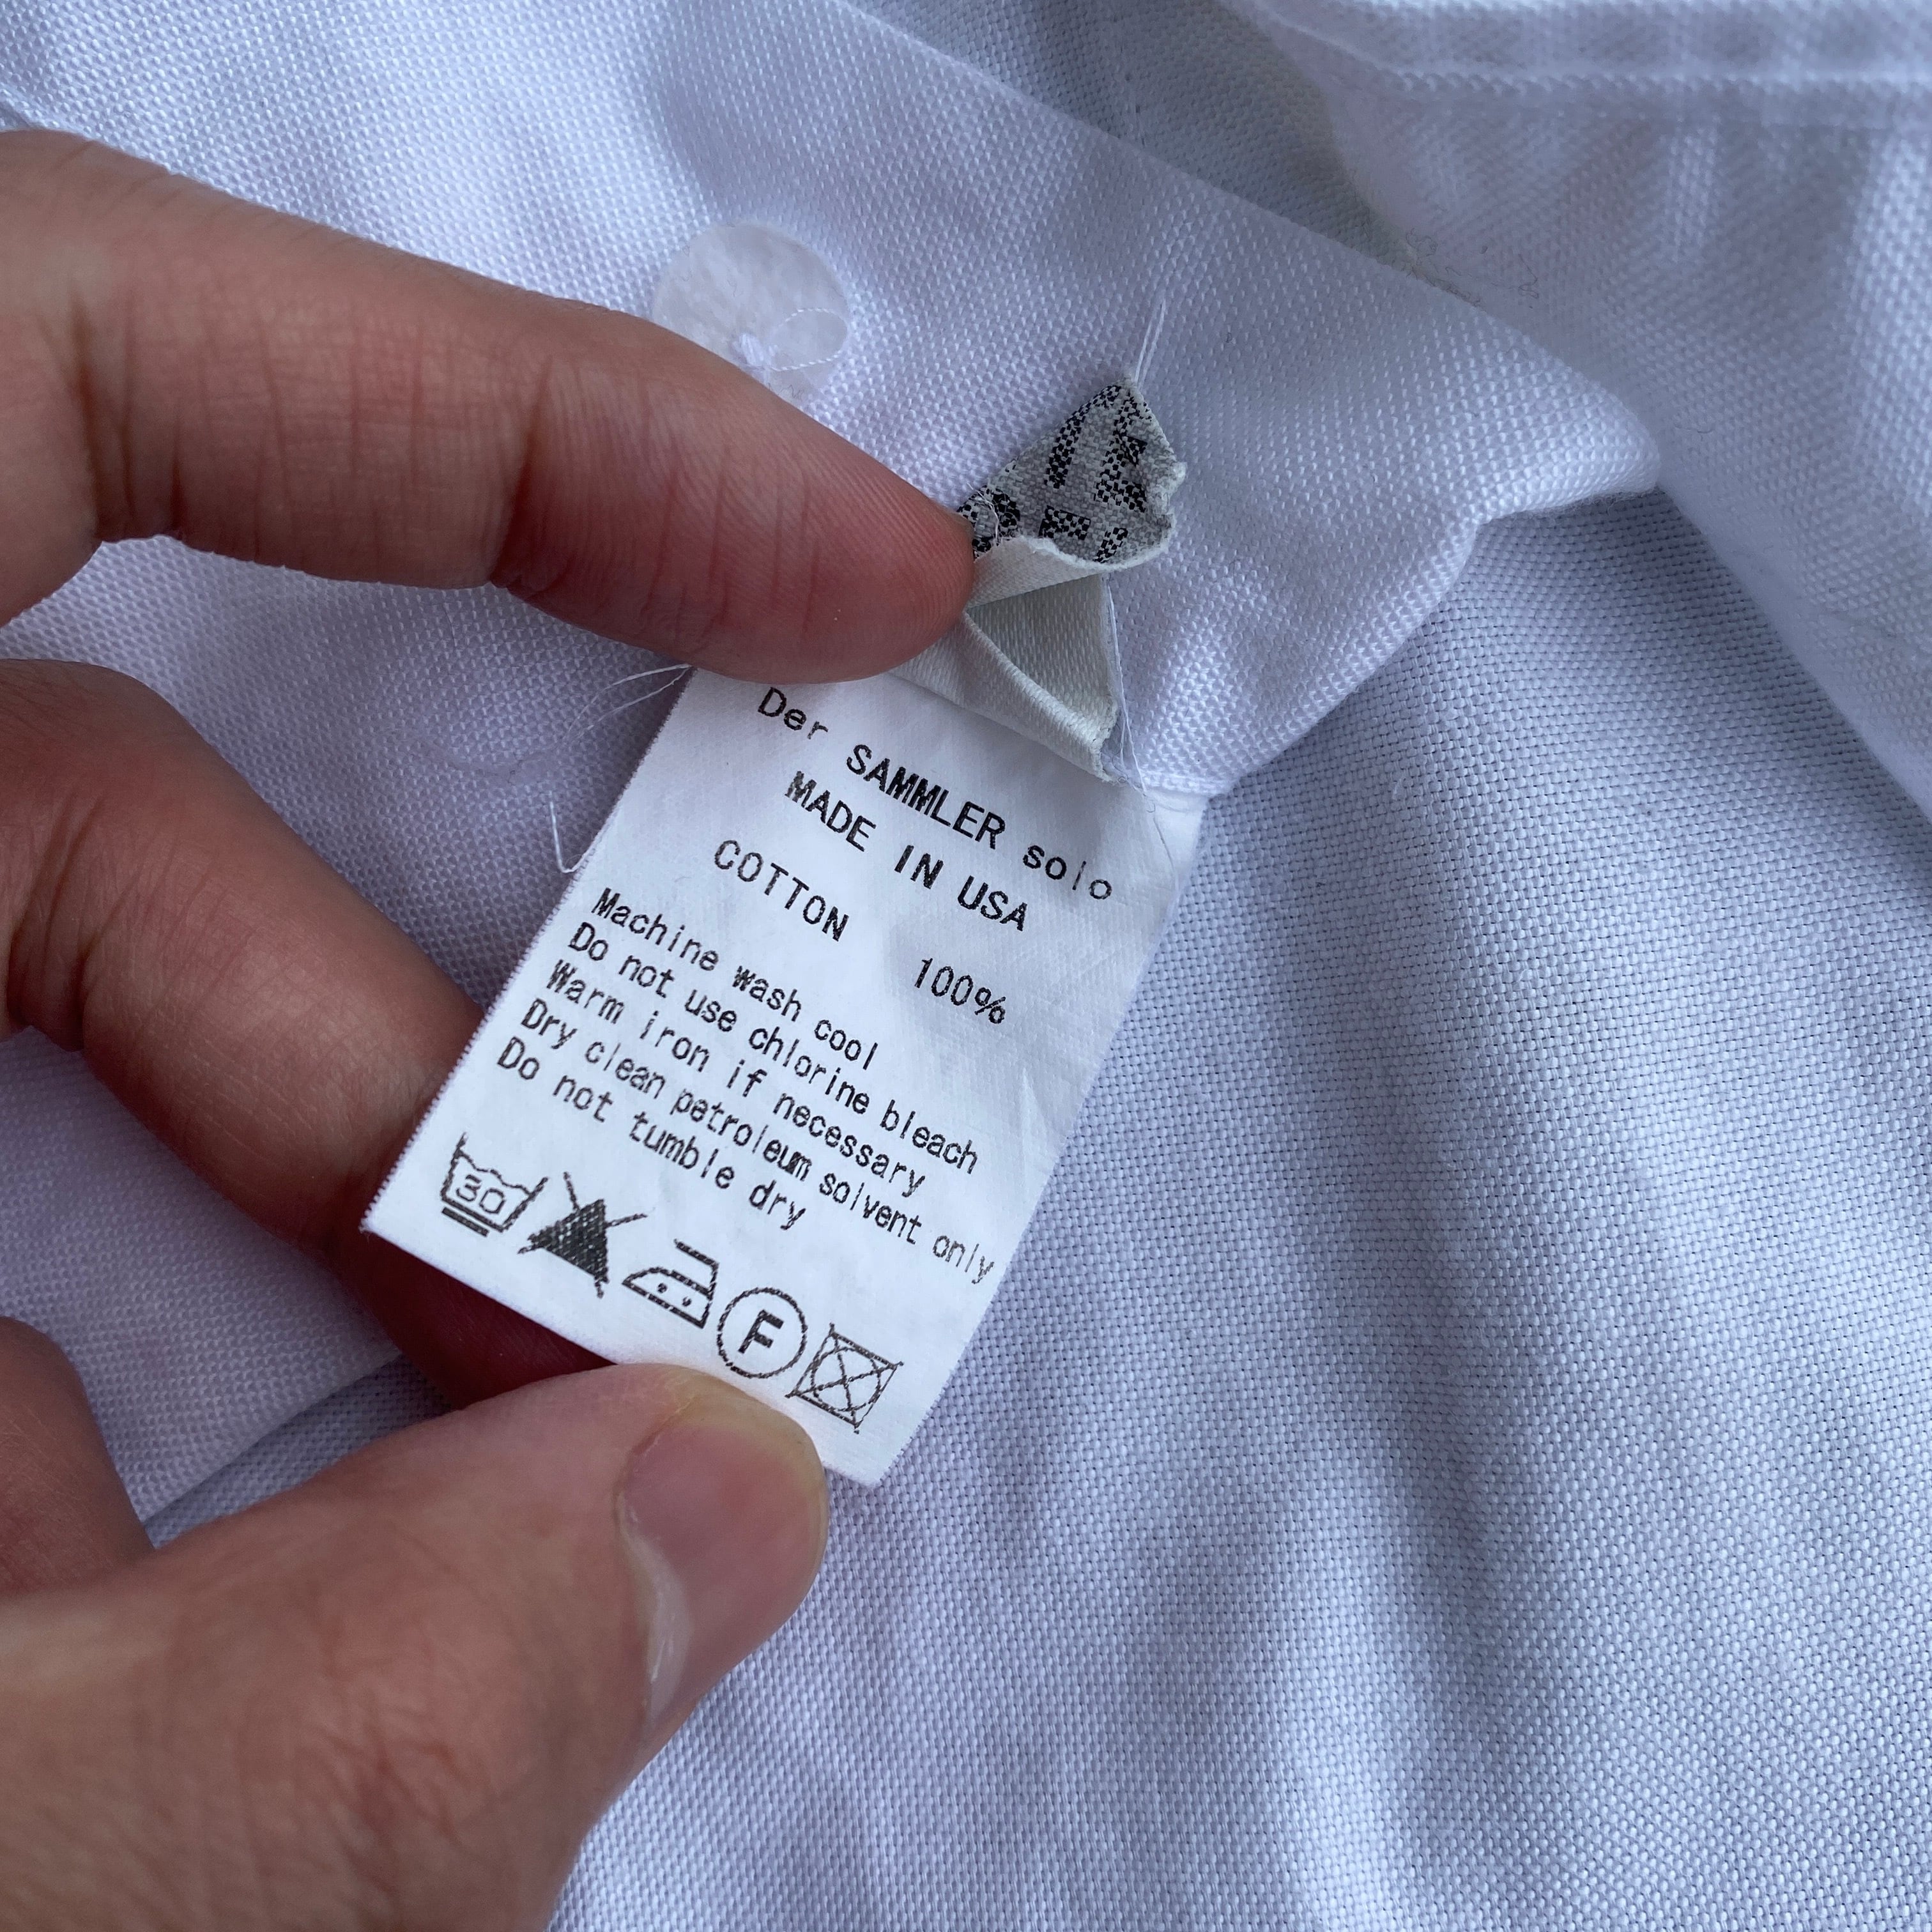 Der SAMMLER solo
MADE IN USA
COTTON 100%
Machine wash cool
Do not use chlorine bleach
Warm iron if necessary
Dry clean petroleum solvent only
Do not tumble dry
30
F